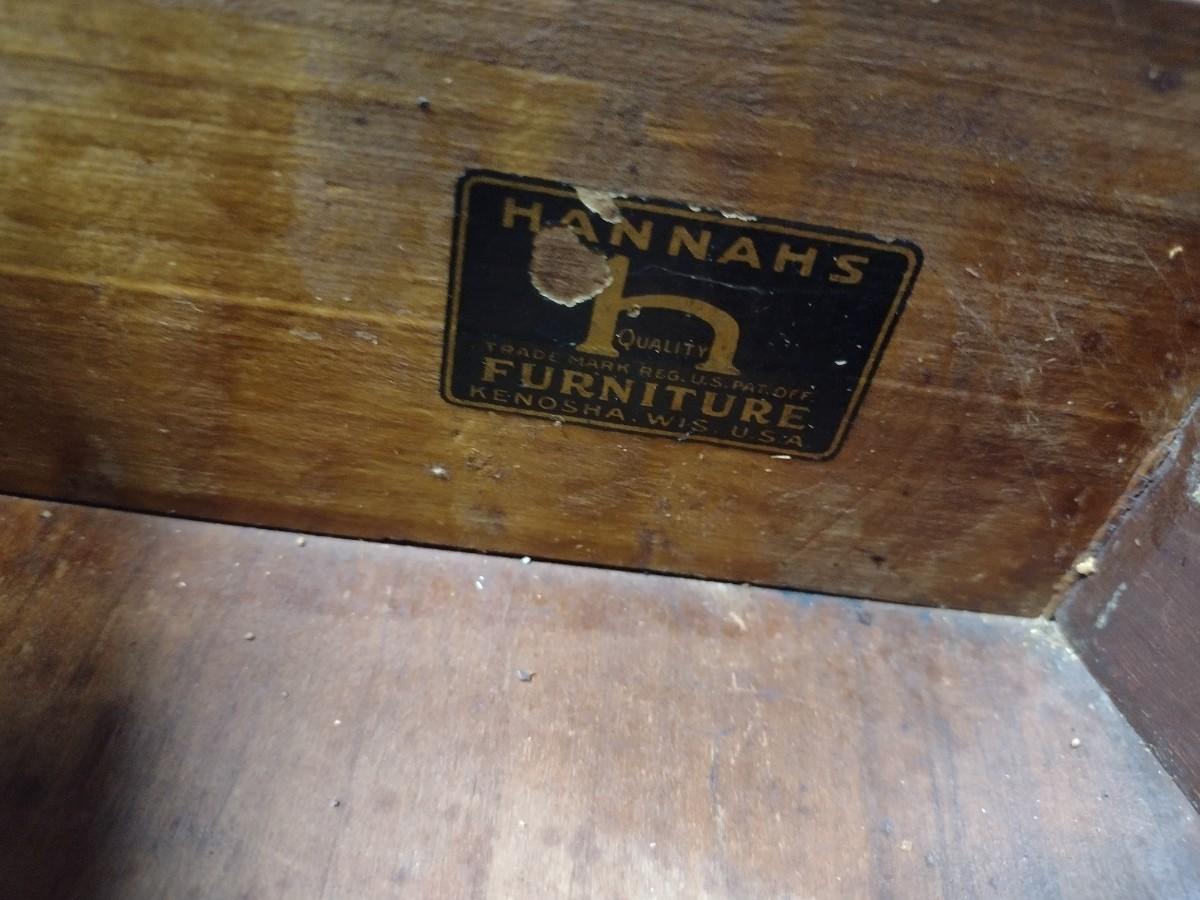 HANNAHS
h
QUALITY
TRADE MARK REG. U.S. PAT. OFF.
FURNITURE
KENOSHA. WIS. U.S.A.